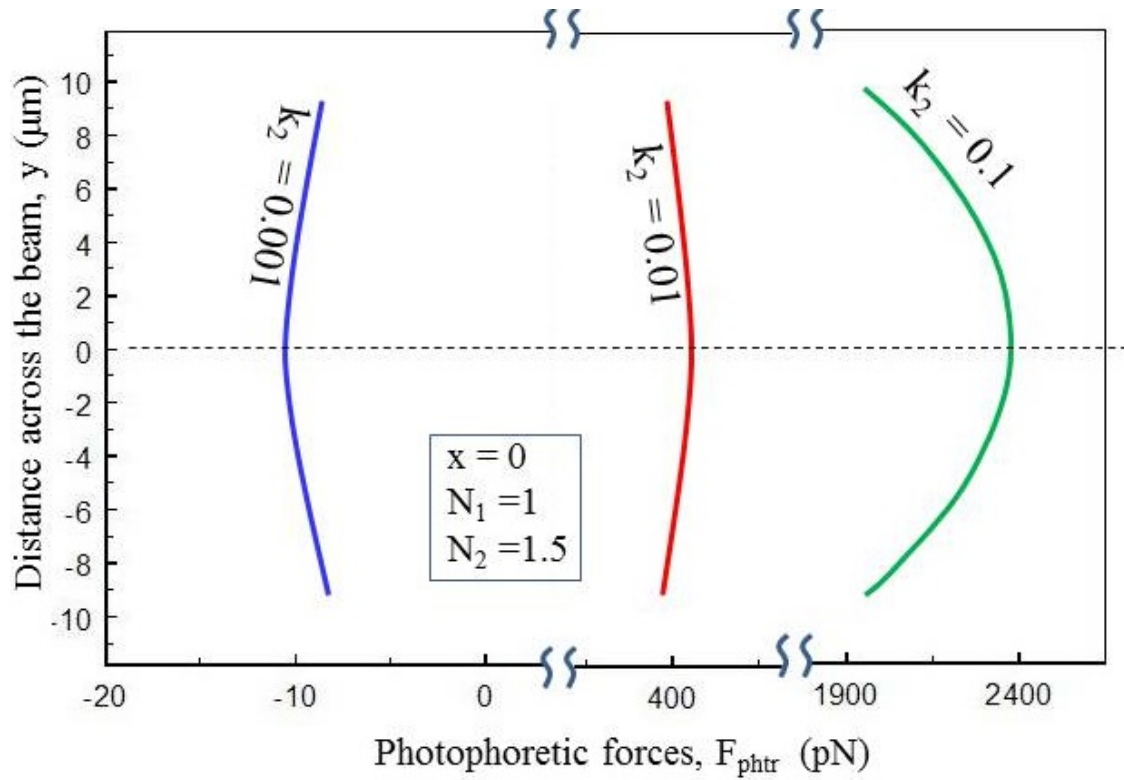 Distance across the beam, y (μm)
10
8
6
4
2
0
-2
-4
-6
-8
-10
k₂ = 0.001
k₂ = 0.01
k₂ = 0.1
x = 0
N₁ =1
N₂ =1.5
-20 -10 0 400 1900 2400
Photophoretic forces, Fₚₕₜᵣ (pN)